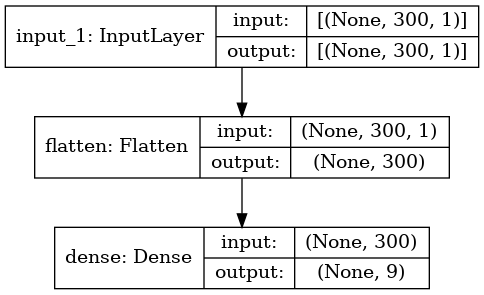 input_1: InputLayer
input: [(None, 300, 1)]
output: [(None, 300, 1)]
flatten: Flatten
input: (None, 300, 1)
output: (None, 300)
dense: Dense
input: (None, 300)
output: (None, 9)